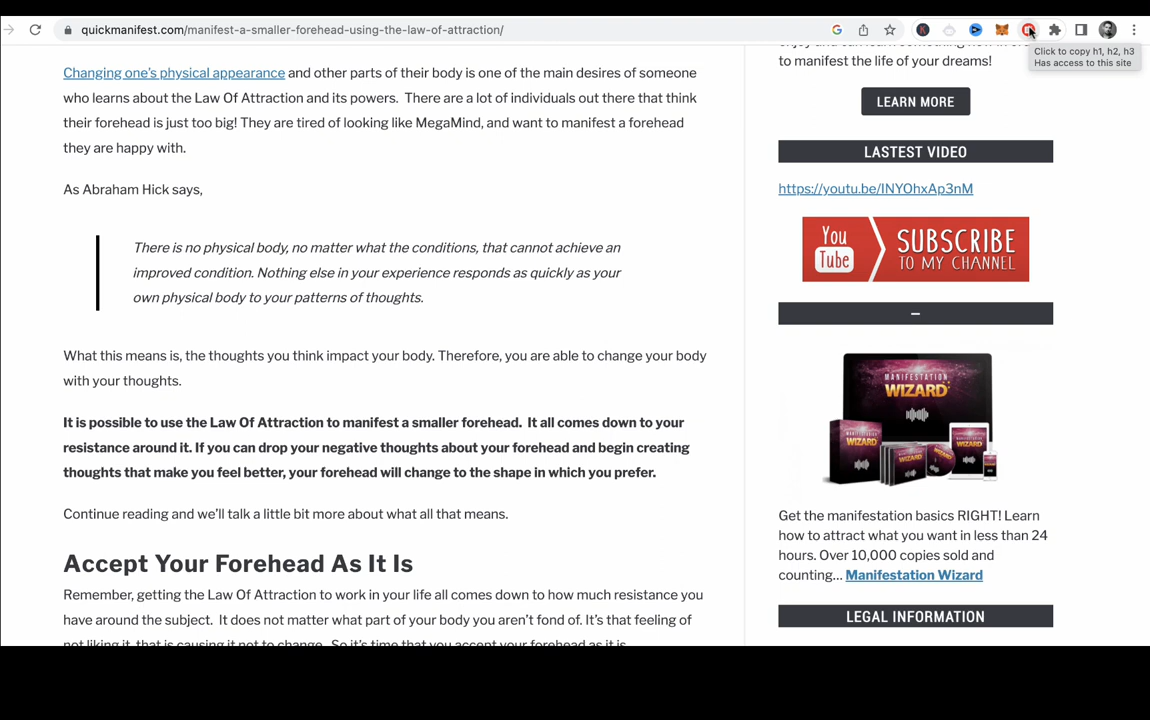 quickmanifest.com/manifest-a-smaller-forehead-using-the-law-of-attraction/
Click to copy h1, h2, h3
Has access to this site
Changing one's physical appearance and other parts of their body is one of the main desires of someone
who learns about the Law Of Attraction and its powers.  There are a lot of individuals out there that think
their forehead is just too big! They are tired of looking like MegaMind, and want to manifest a forehead
they are happy with.
As Abraham Hick says,
There is no physical body, no matter what the conditions, that cannot achieve an
improved condition. Nothing else in your experience responds as quickly as your
own physical body to your patterns of thoughts.
What this means is, the thoughts you think impact your body. Therefore, you are able to change your body
with your thoughts.
It is possible to use the Law Of Attraction to manifest a smaller forehead.  It all comes down to your
resistance around it. If you can drop your negative thoughts about your forehead and begin creating
thoughts that make you feel better, your forehead will change to the shape in which you prefer.
Continue reading and we'll talk a little bit more about what all that means.
Accept Your Forehead As It Is
Remember, getting the Law Of Attraction to work in your life all comes down to how much resistance you
have around the subject.  It does not matter what part of your body you aren't fond of. It's that feeling of
not liking it, that is causing it not to change.  So it's time that you accept your forehead as it is.
to manifest the life of your dreams!
LEARN MORE
LASTEST VIDEO
https://youtu.be/INYOhxAp3nM
You
Tube
SUBSCRIBE
TO MY CHANNEL
–
MANIFESTATION
WIZARD
Get the manifestation basics RIGHT! Learn
how to attract what you want in less than 24
hours. Over 10,000 copies sold and
counting... Manifestation Wizard
LEGAL INFORMATION